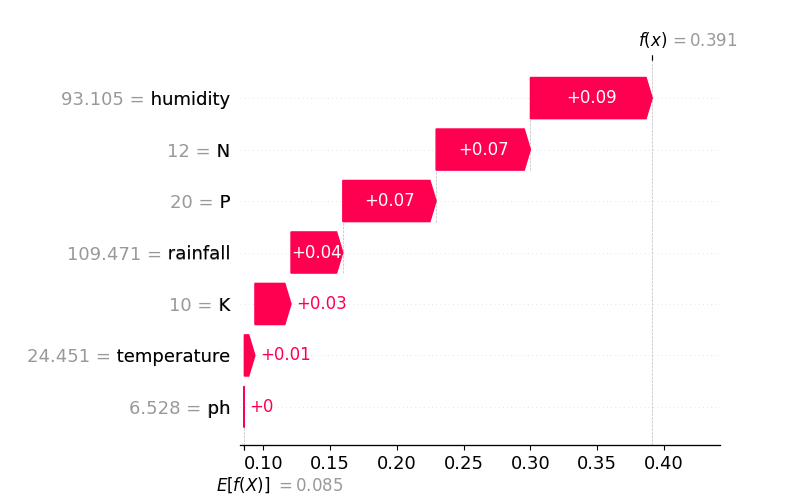 f(x) = 0.391
93.105 = humidity
+0.09
12 = N
+0.07
20 = P
+0.07
109.471 = rainfall
+0.04
10 = K
+0.03
24.451 = temperature
+0.01
6.528 = ph
+0
0.10 0.15 0.20 0.25 0.30 0.35 0.40
E[f(X)] = 0.085